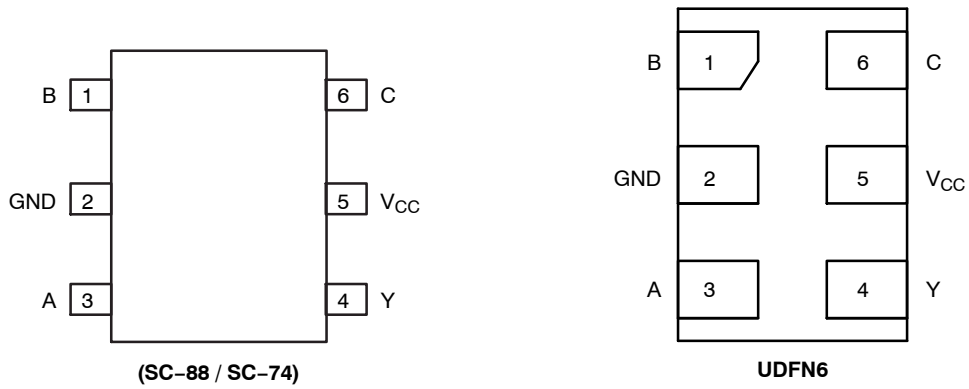 B 1
6 C
GND 2
5 VCC
A 3
4 Y
(SC–88 / SC–74)
B 1
6 C
GND 2
5 VCC
A 3
4 Y
UDFN6